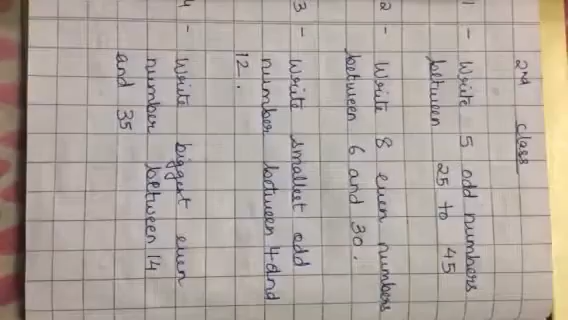 2nd class
1 - Write 5 odd numbers
between 25 to 45
2 - Write 8 even numbers
between 6 and 30.
3 - Write smallest odd
number between 4 and
12.
4 - Write biggest even
number between 14
and 35